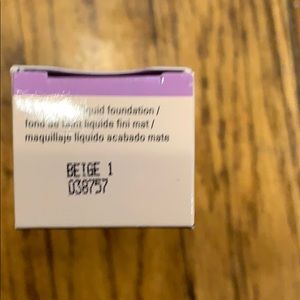 liquid foundation /
fond de teint liquide fini mat /
maquillaje líquido acabado mate
BEIGE 1
038757